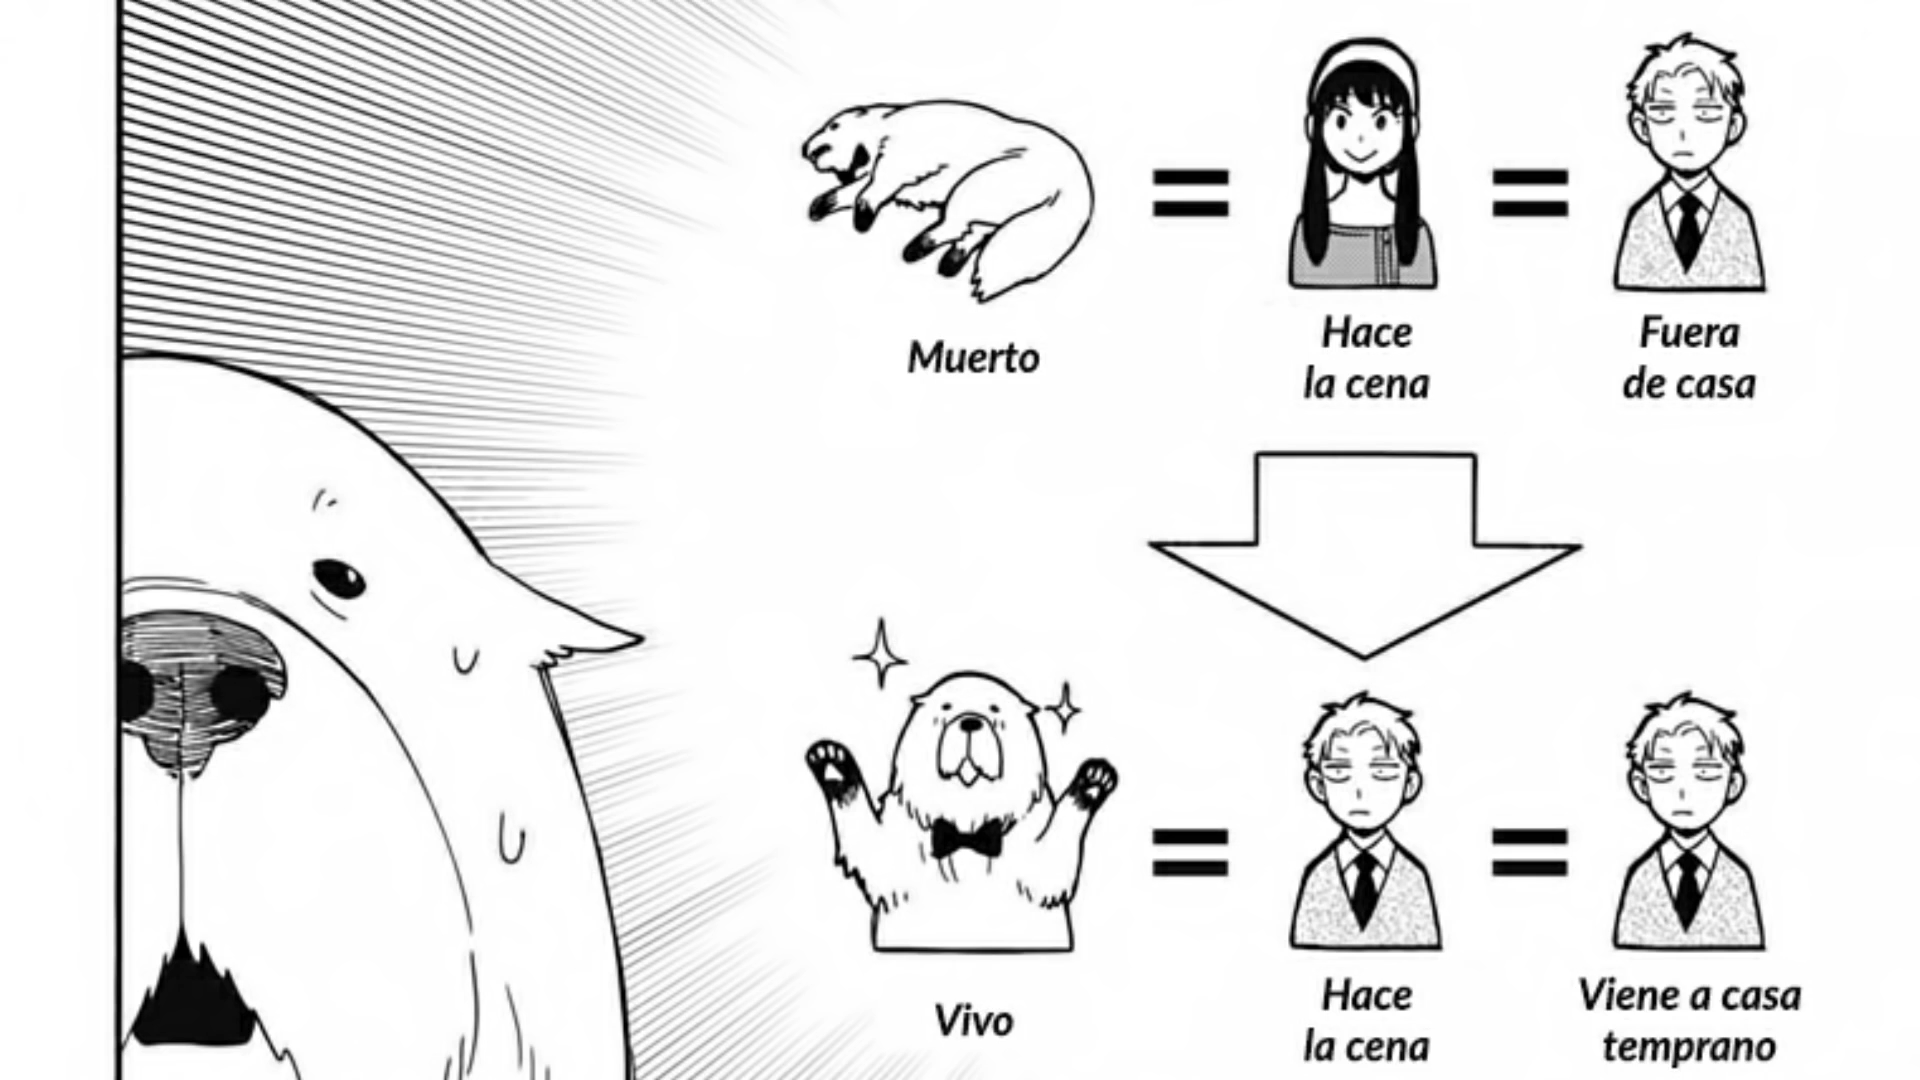 Muerto
Hace
la cena
Fuera
de casa
Vivo
Hace
la cena
Viene a casa
temprano